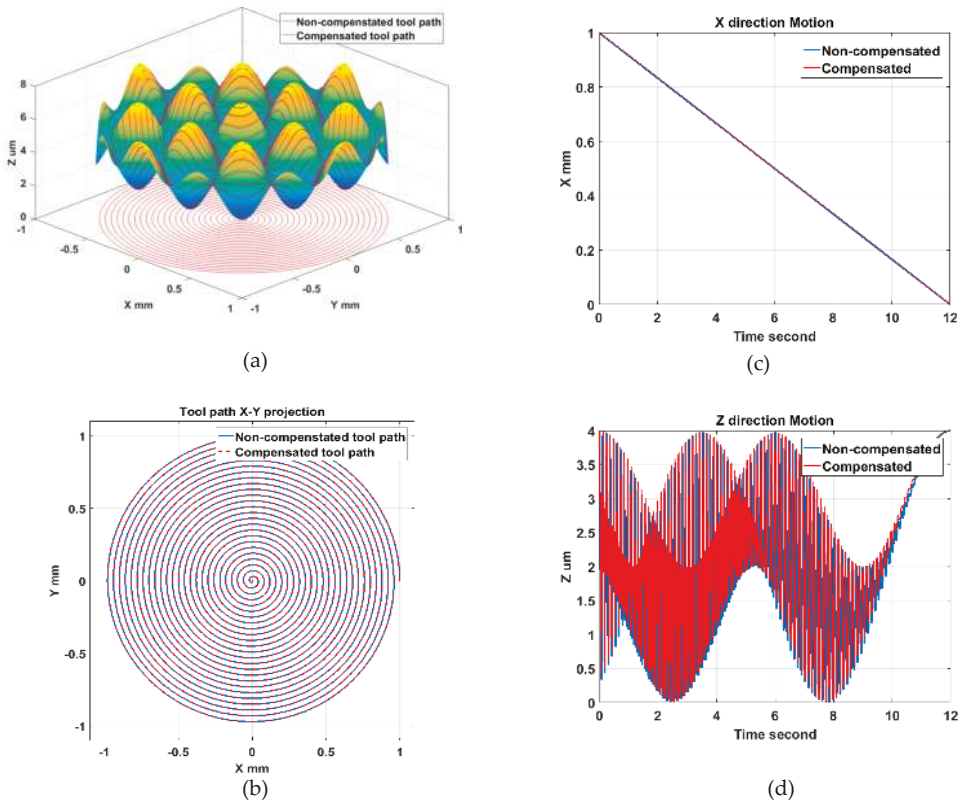 Non-compenstated tool path
Compensated tool path
8
6
4
2
0
Z um
-1
-0.5
0
0.5
1
X mm
-1
-0.5
0
0.5
1
Y mm
(a)
X direction Motion
Non-compensated
Compensated
1
0.8
0.6
0.4
0.2
0
X mm
0 2 4 6 8 10 12
Time second
(c)
Tool path X-Y projection
Non-compenstated tool path
Compensated tool path
1
0.5
0
-0.5
-1
Y mm
-1 -0.5 0 0.5 1
X mm
(b)
Z direction Motion
Non-compensated
Compensated
4
3.5
3
2.5
2
1.5
1
0.5
0
Z um
0 2 4 6 8 10 12
Time second
(d)